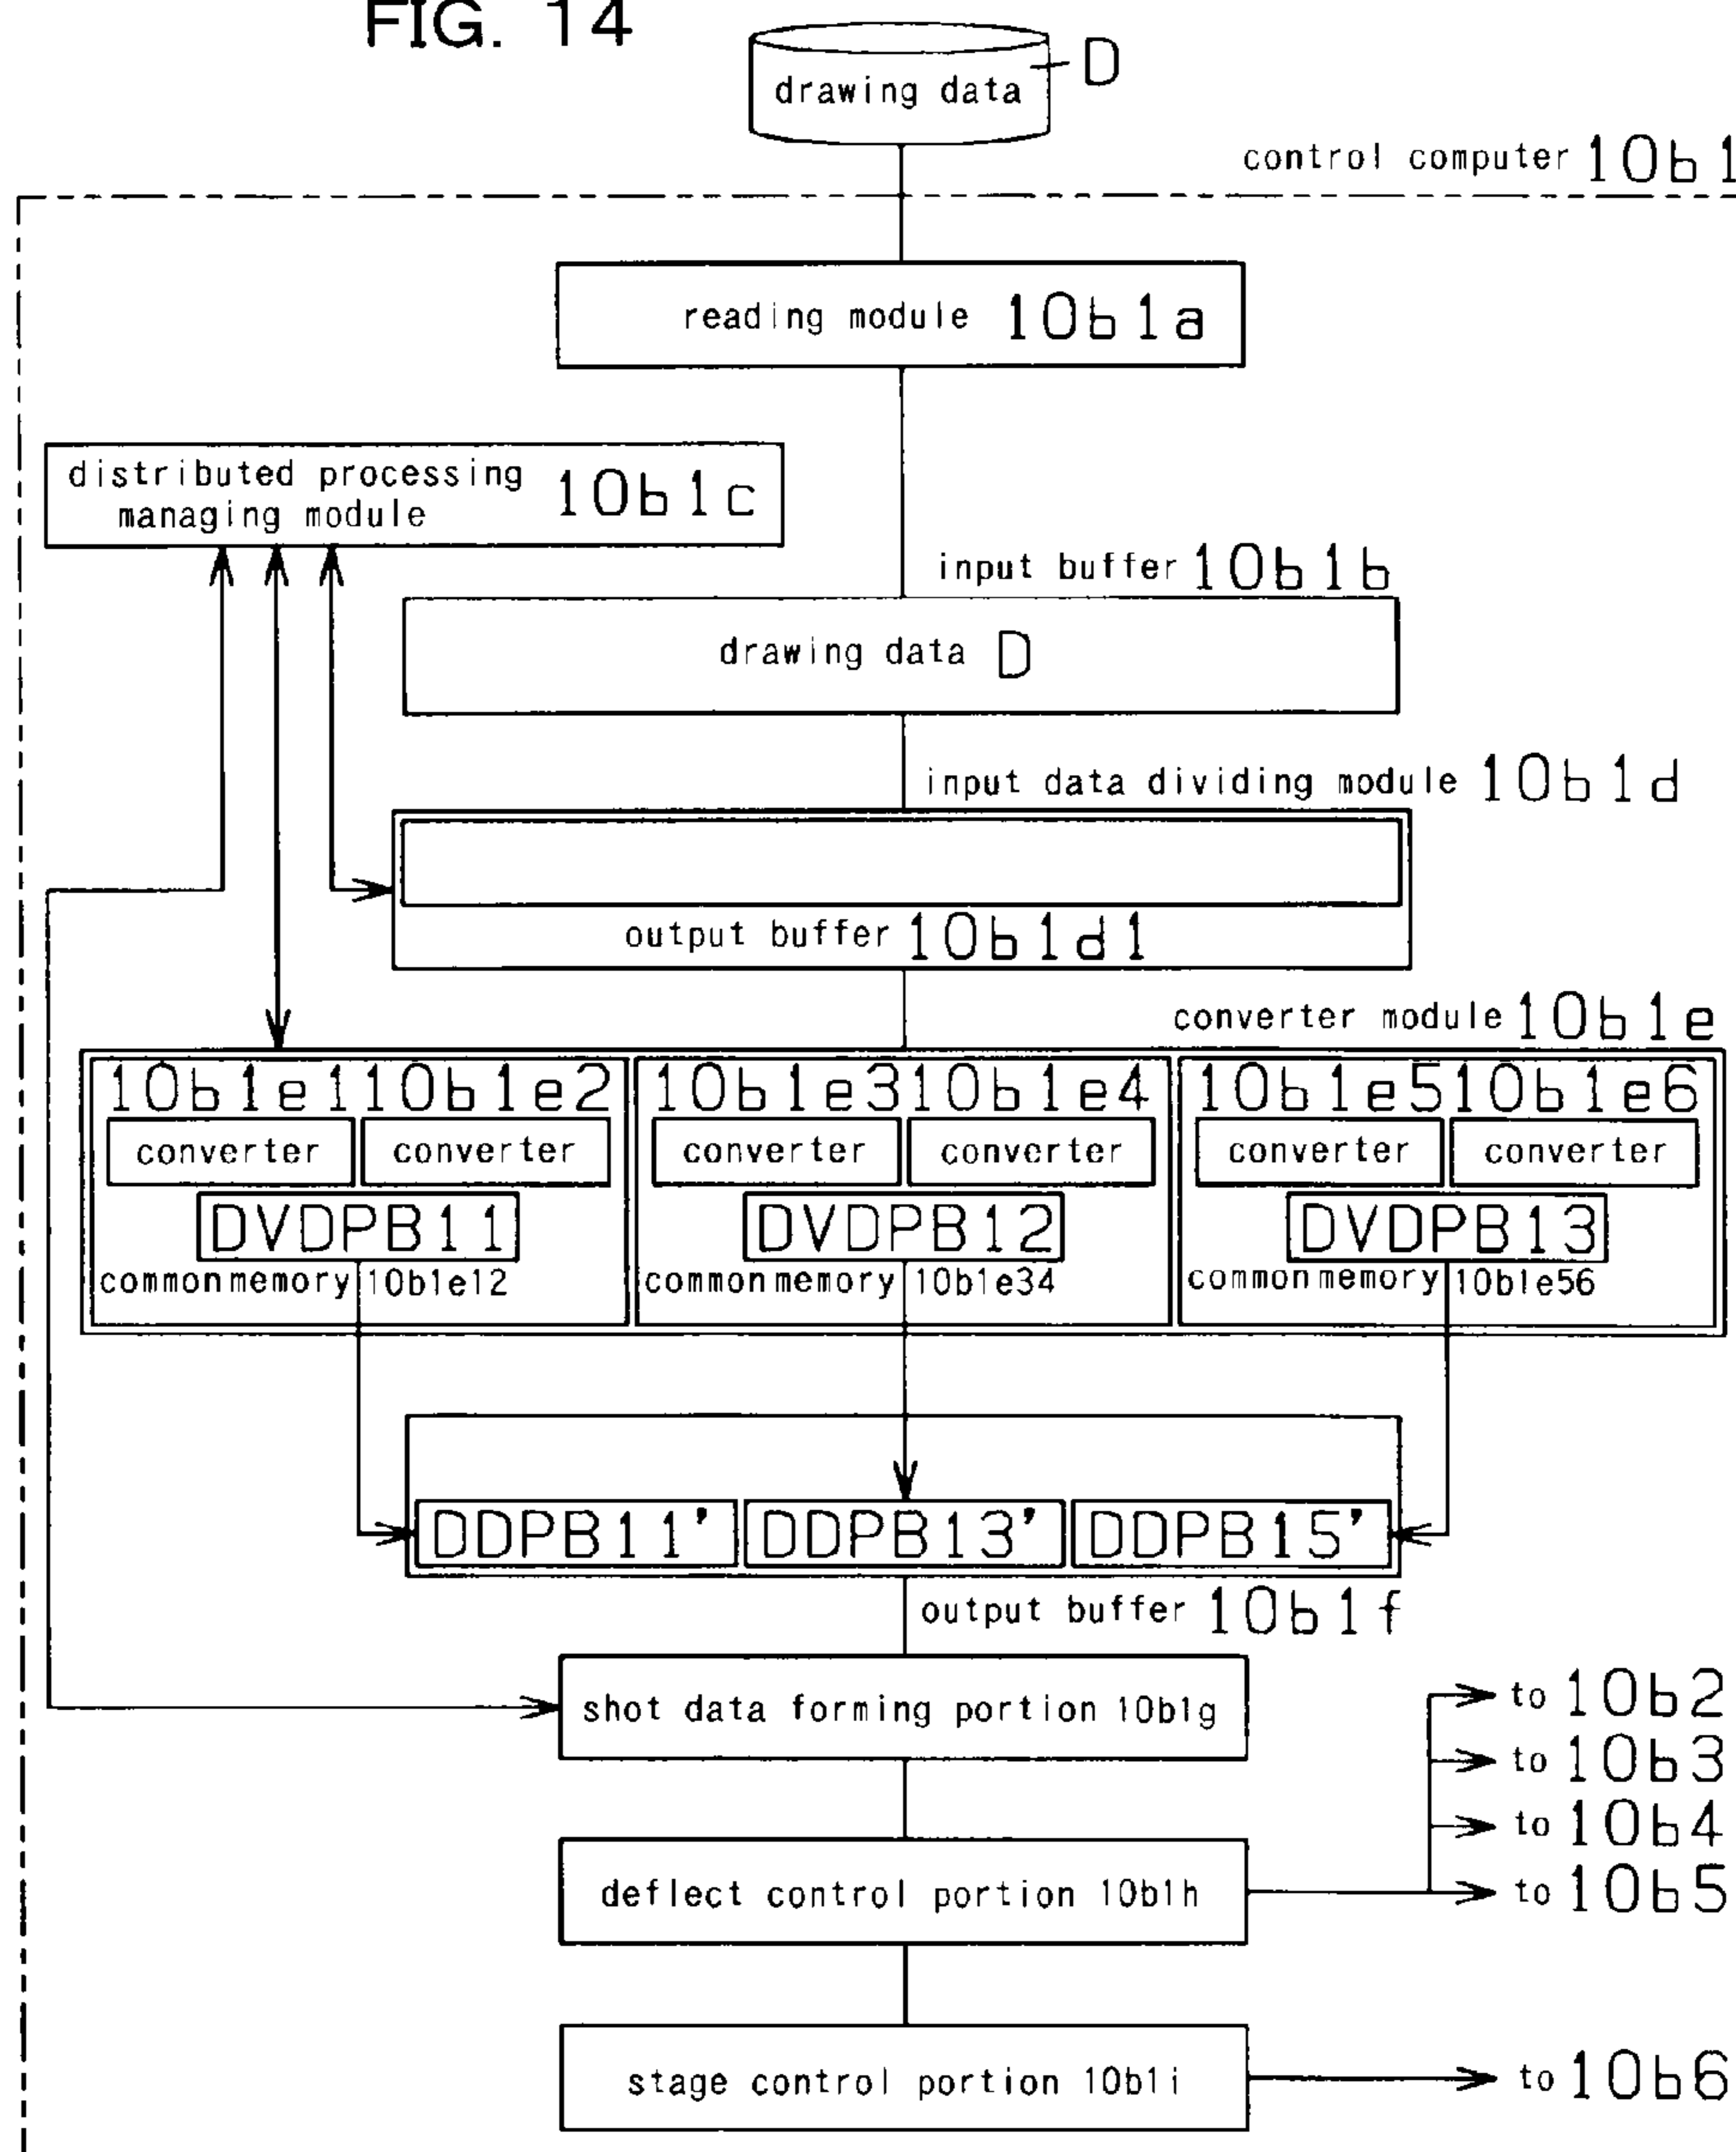 FIG. 14
drawing data
D
control computer 10b1
reading module 10b1a
distributed processing
managing module
10b1c
input buffer 10b1b
drawing data D
input data dividing module 10b1d
output buffer 10b1d1
converter module 10b1e
10b1e1 10b1e2 10b1e3 10b1e4 10b1e5 10b1e6
converter converter converter converter converter converter
DVDPB11 DVDPB12 DVDPB13
common memory 10b1e12 common memory 10b1e34 common memory 10b1e56
DDPB11' DDPB13' DDPB15'
output buffer 10b1f
shot data forming portion 10b1g
to 10b2
to 10b3
to 10b4
deflect control portion 10b1h
to 10b5
stage control portion 10b1i
to 10b6